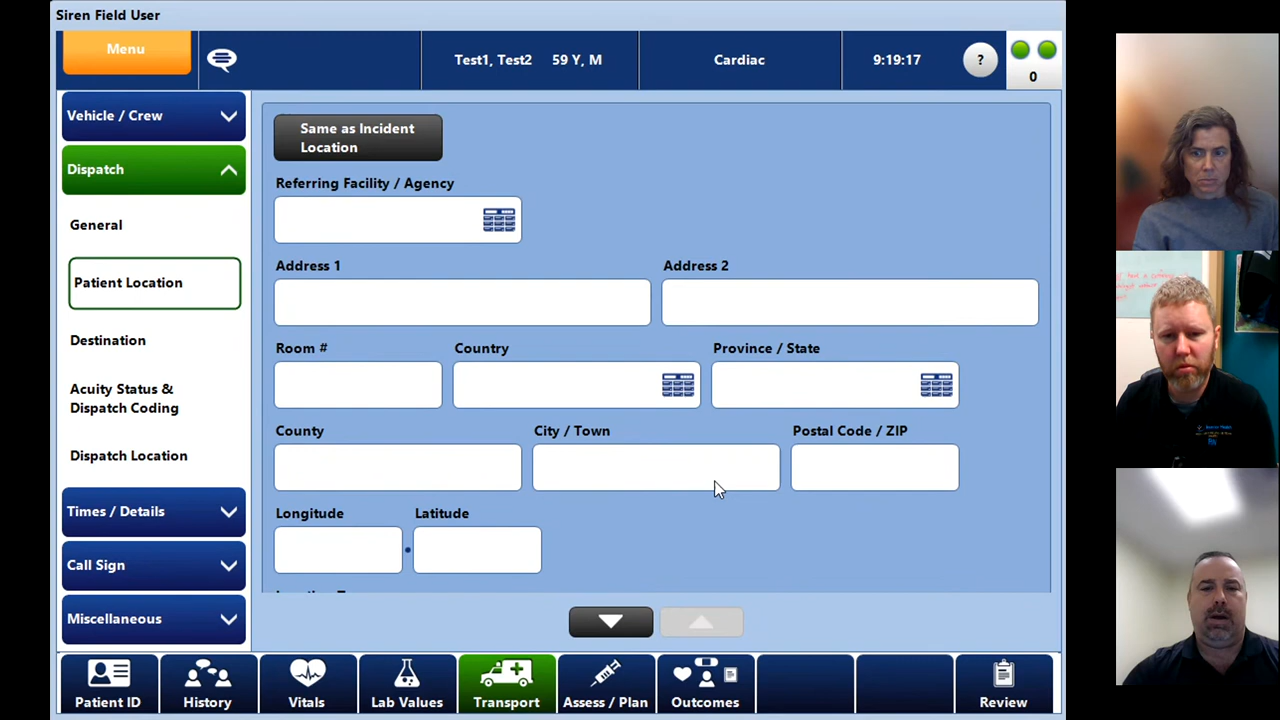 Siren Field User
Menu
Test1, Test2 59 Y, M
Cardiac
9:19:17
?
0
Vehicle / Crew
Dispatch
General
Patient Location
Destination
Acuity Status &
Dispatch Coding
Dispatch Location
Times / Details
Call Sign
Miscellaneous
Same as Incident
Location
Referring Facility / Agency
Address 1
Address 2
Room #
Country
Province / State
County
City / Town
Postal Code / ZIP
Longitude
Latitude
Patient ID
History
Vitals
Lab Values
Transport
Assess / Plan
Outcomes
Review